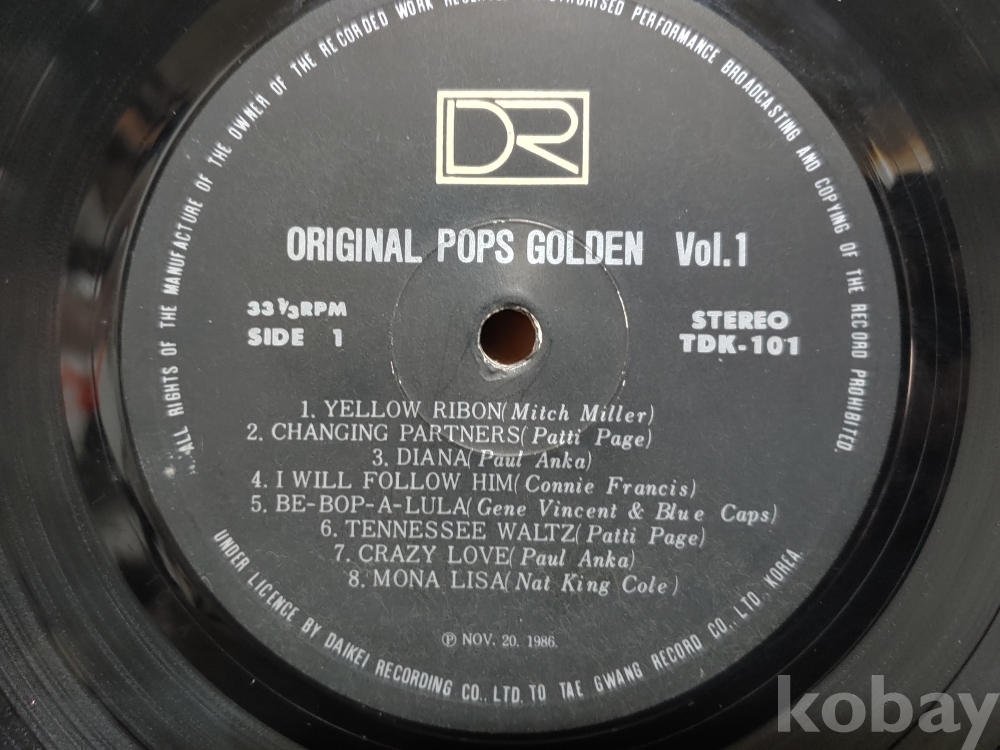 ALL RIGHTS OF THE MANUFACTURE OF THE OWNER OF THE RECORDED WORK PERFORMANCE BROADCASTING AND COPYING OF THE RECORD PROHIBITED.
DR
ORIGINAL POPS GOLDEN Vol.1
33 1/3 RPM
SIDE 1
STEREO
TDK-101
1. YELLOW RIBON(Mitch Miller)
2. CHANGING PARTNERS(Patti Page)
3. DIANA(Paul Anka)
4. I WILL FOLLOW HIM(Connie Francis)
5. BE-BOP-A-LULA(Gene Vincent & Blue Caps)
6. TENNESSEE WALTZ(Patti Page)
7. CRAZY LOVE(Paul Anka)
8. MONA LISA(Nat King Cole)
℗ NOV. 20. 1986.
UNDER LICENCE BY DAIKEI RECORDING CO., LTD, TO TAE GWANG RECORD CO., LTD, KOREA.
kobay